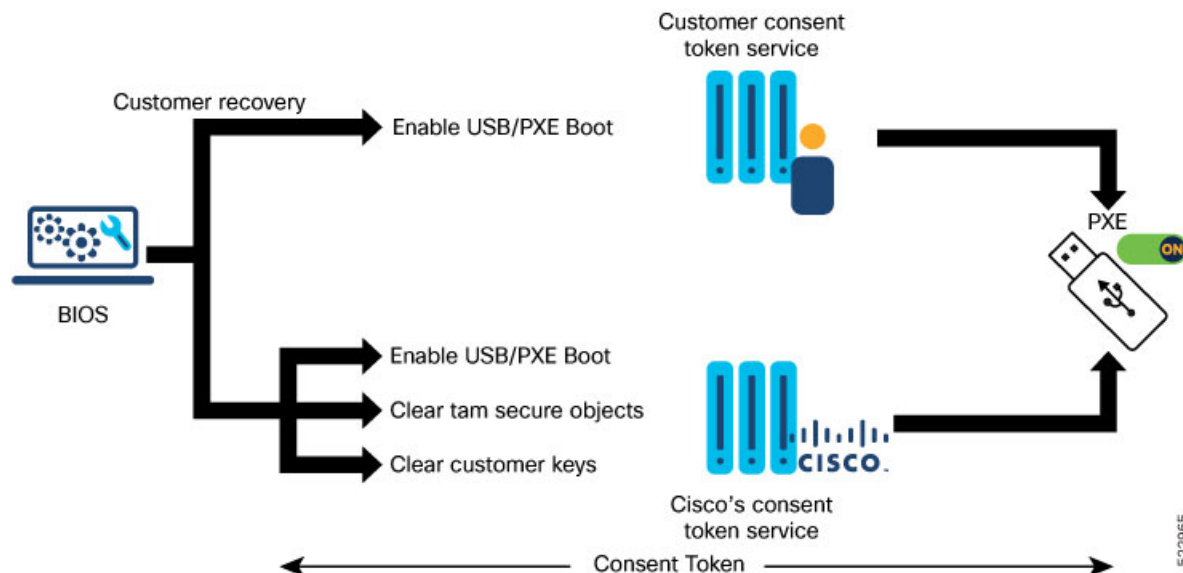 Customer consent
token service
Customer recovery
Enable USB/PXE Boot
PXE
ON
BIOS
Enable USB/PXE Boot
Clear tam secure objects
Clear customer keys
CISCO
Cisco's consent
token service
Consent Token